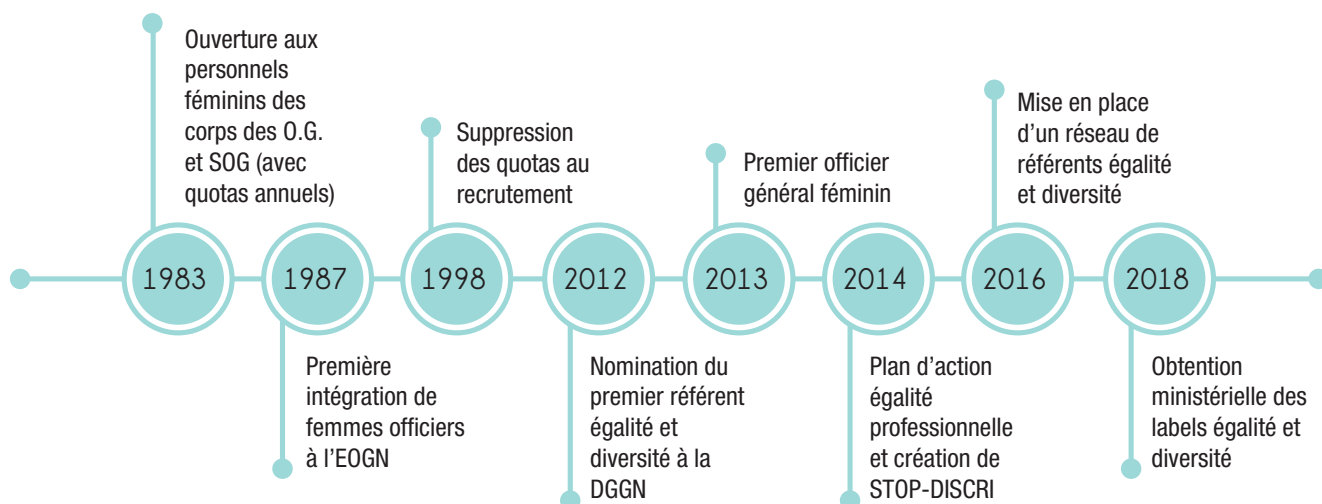 Ouverture aux
personnels
féminins des
corps des O.G.
et SOG (avec
quotas annuels)
Suppression
des quotas au
recrutement
Premier officier
général féminin
Mise en place
d'un réseau de
référents égalité
et diversité
1983
1987
1998
2012
2013
2014
2016
2018
Première
intégration de
femmes officiers
à l'EOGN
Nomination du
premier référent
égalité et
diversité à la
DGGN
Plan d'action
égalité
professionnelle
et création de
STOP-DISCRI
Obtention
ministérielle des
labels égalité et
diversité